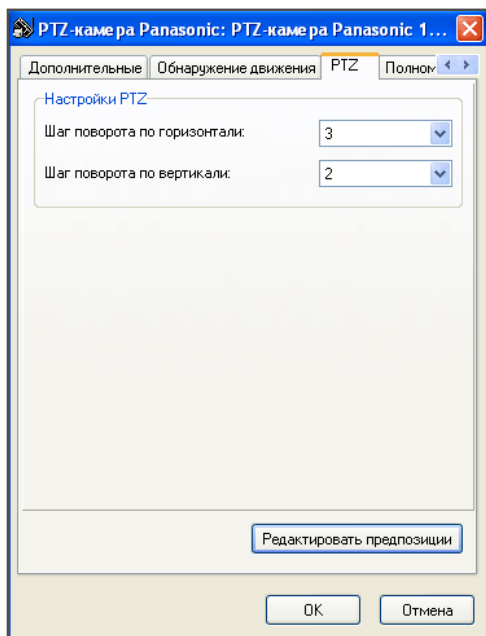 PTZ-камера Panasonic: PTZ-камера Panasonic 1...
Дополнительные Обнаружение движения PTZ Полном
Настройки PTZ
Шаг поворота по горизонтали: 3
Шаг поворота по вертикали: 2
Редактировать предпозиции
OK Отмена